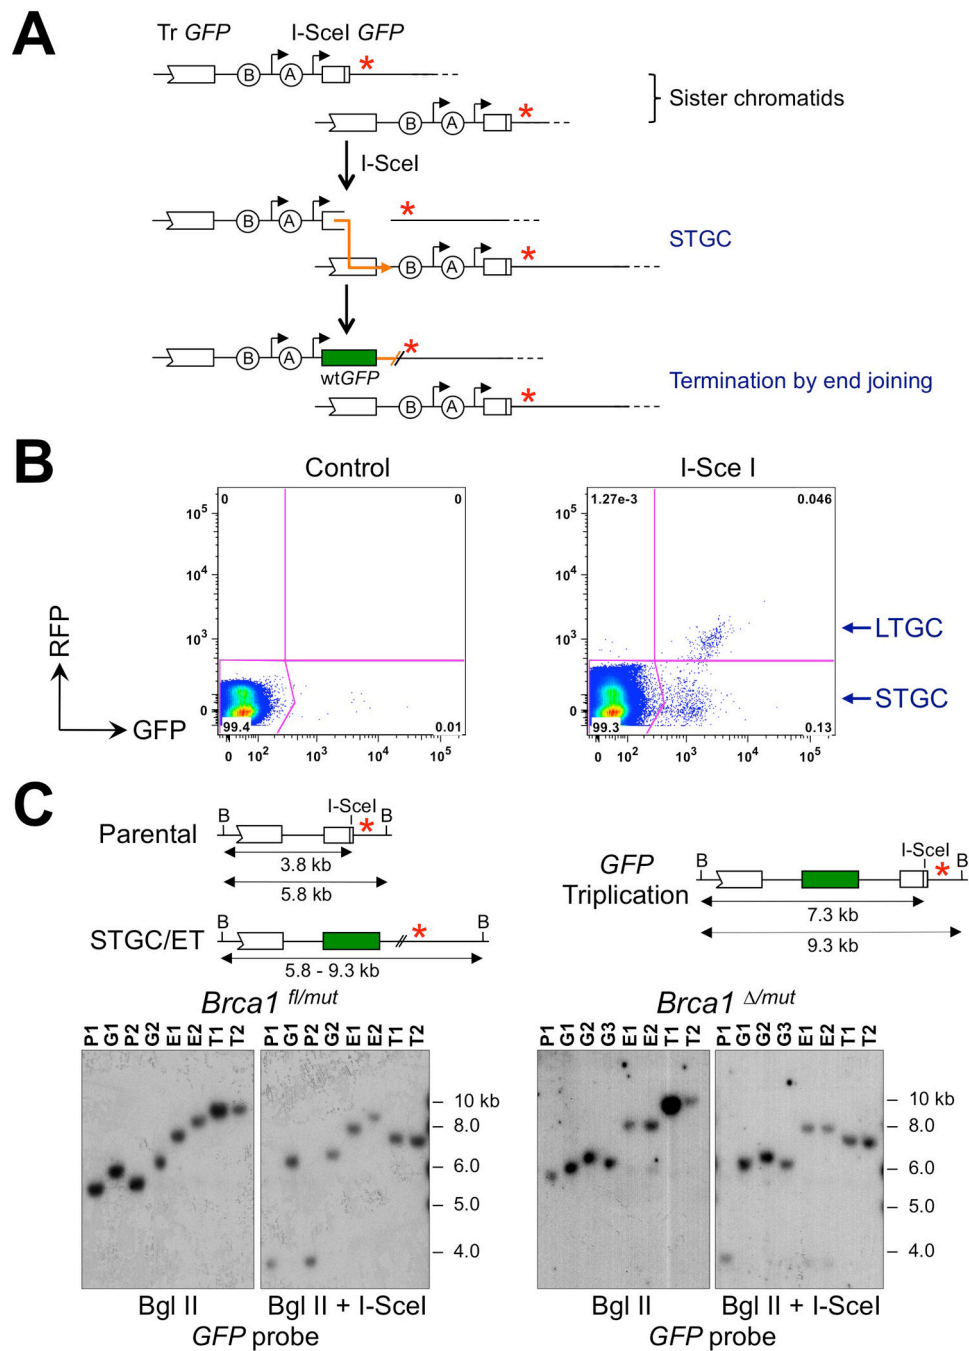 A
Tr GFP
I-SceI GFP
*
B
A
*
B
A
Sister chromatids
I-SceI
*
B
A
*
B
A
STGC
*
B
A
wtGFP
*
B
A
Termination by end joining
B
Control
I-Sce I
0
0
10⁵
10⁴
10³
0
99.4
0.01
0
10²
10³
10⁴
10⁵
RFP
GFP
1.27e-3
0.046
10⁵
10⁴
10³
0
99.3
0.13
0
10²
10³
10⁴
10⁵
LTGC
STGC
C
Parental
B
I-SceI
*
B
3.8 kb
5.8 kb
STGC/ET
B
*
B
5.8 - 9.3 kb
GFP
Triplication
B
I-SceI
*
B
7.3 kb
9.3 kb
Brca1 fl/mut
P1 G1 P2 G2 E1 E2 T1 T2
P1 G1 P2 G2 E1 E2 T1 T2
10 kb
8.0
6.0
5.0
4.0
Bgl II
Bgl II + I-SceI
GFP probe
Brca1 Δ/mut
P1 G1 G2 G3 E1 E2 T1 T2
P1 G1 G2 G3 E1 E2 T1 T2
10 kb
8.0
6.0
5.0
4.0
Bgl II
Bgl II + I-SceI
GFP probe